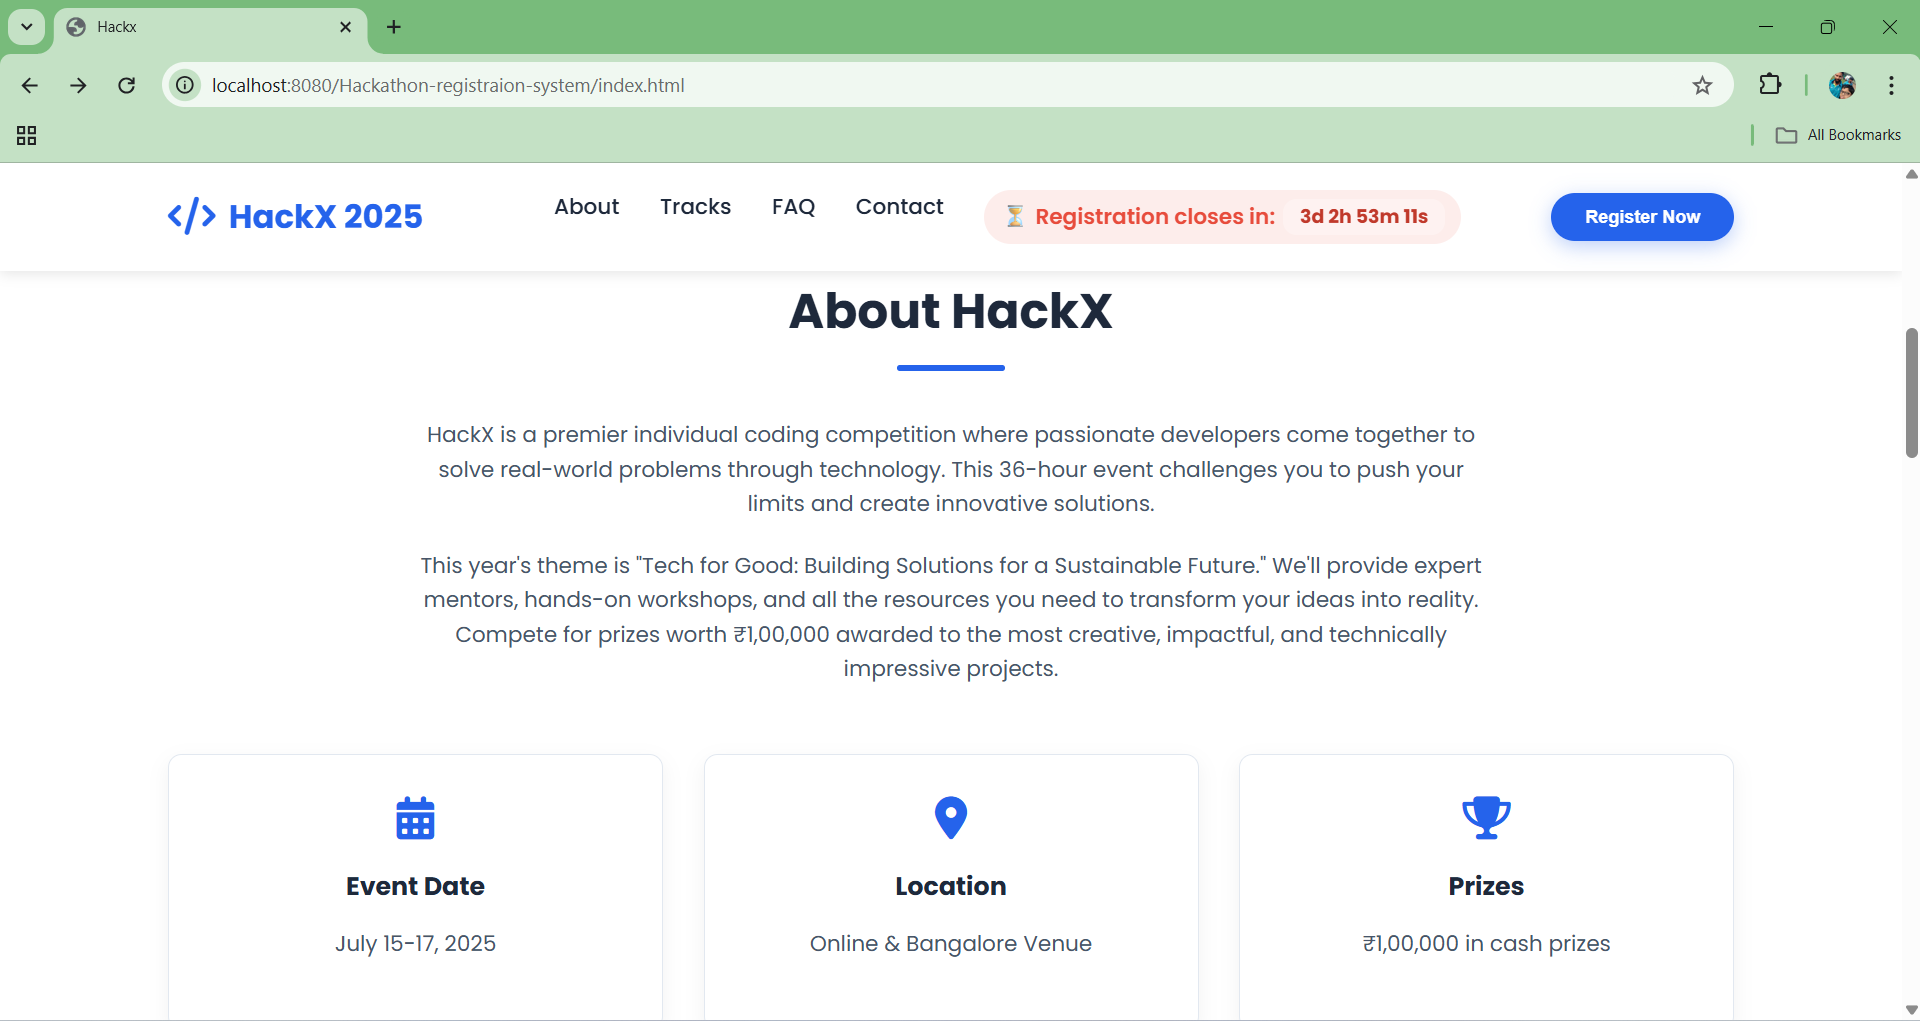 Hackx
localhost:8080/Hackathon-registraion-system/index.html
All Bookmarks
</> HackX 2025
About
Tracks
FAQ
Contact
Registration closes in: 3d 2h 53m 11s
Register Now
About HackX
HackX is a premier individual coding competition where passionate developers come together to
solve real-world problems through technology. This 36-hour event challenges you to push your
limits and create innovative solutions.
This year's theme is "Tech for Good: Building Solutions for a Sustainable Future." We'll provide expert
mentors, hands-on workshops, and all the resources you need to transform your ideas into reality.
Compete for prizes worth ₹1,00,000 awarded to the most creative, impactful, and technically
impressive projects.
Event Date
July 15-17, 2025
Location
Online & Bangalore Venue
Prizes
₹1,00,000 in cash prizes